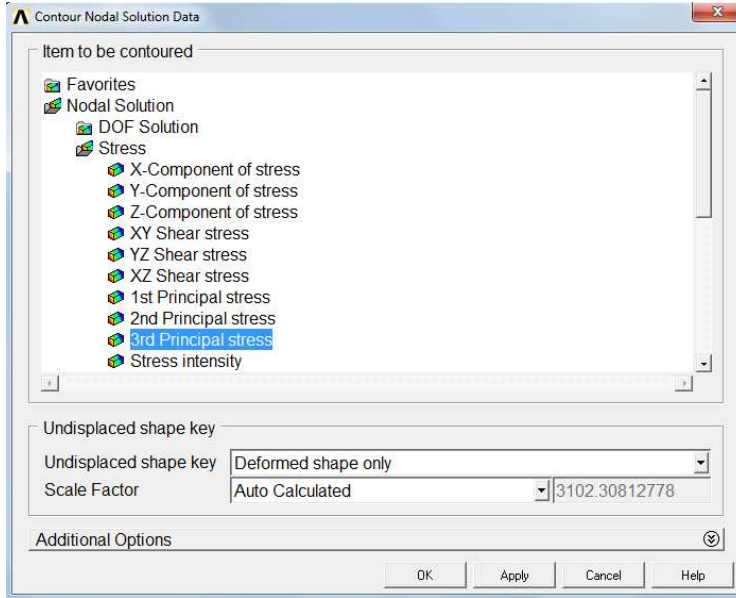 Contour Nodal Solution Data
Item to be contoured
Favorites
Nodal Solution
DOF Solution
Stress
X-Component of stress
Y-Component of stress
Z-Component of stress
XY Shear stress
YZ Shear stress
XZ Shear stress
1st Principal stress
2nd Principal stress
3rd Principal stress
Stress intensity
Undisplaced shape key
Undisplaced shape key Deformed shape only
Scale Factor Auto Calculated 3102.30812778
Additional Options
OK Apply Cancel Help